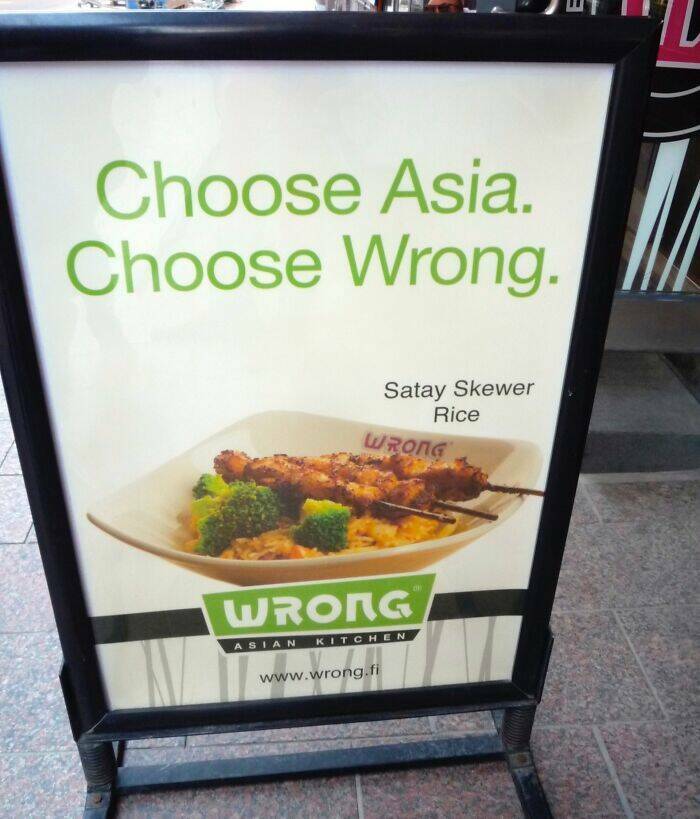 Choose Asia.
Choose Wrong.
Satay Skewer
Rice
WRONG
WRONG®
ASIAN KITCHEN
www.wrong.fi